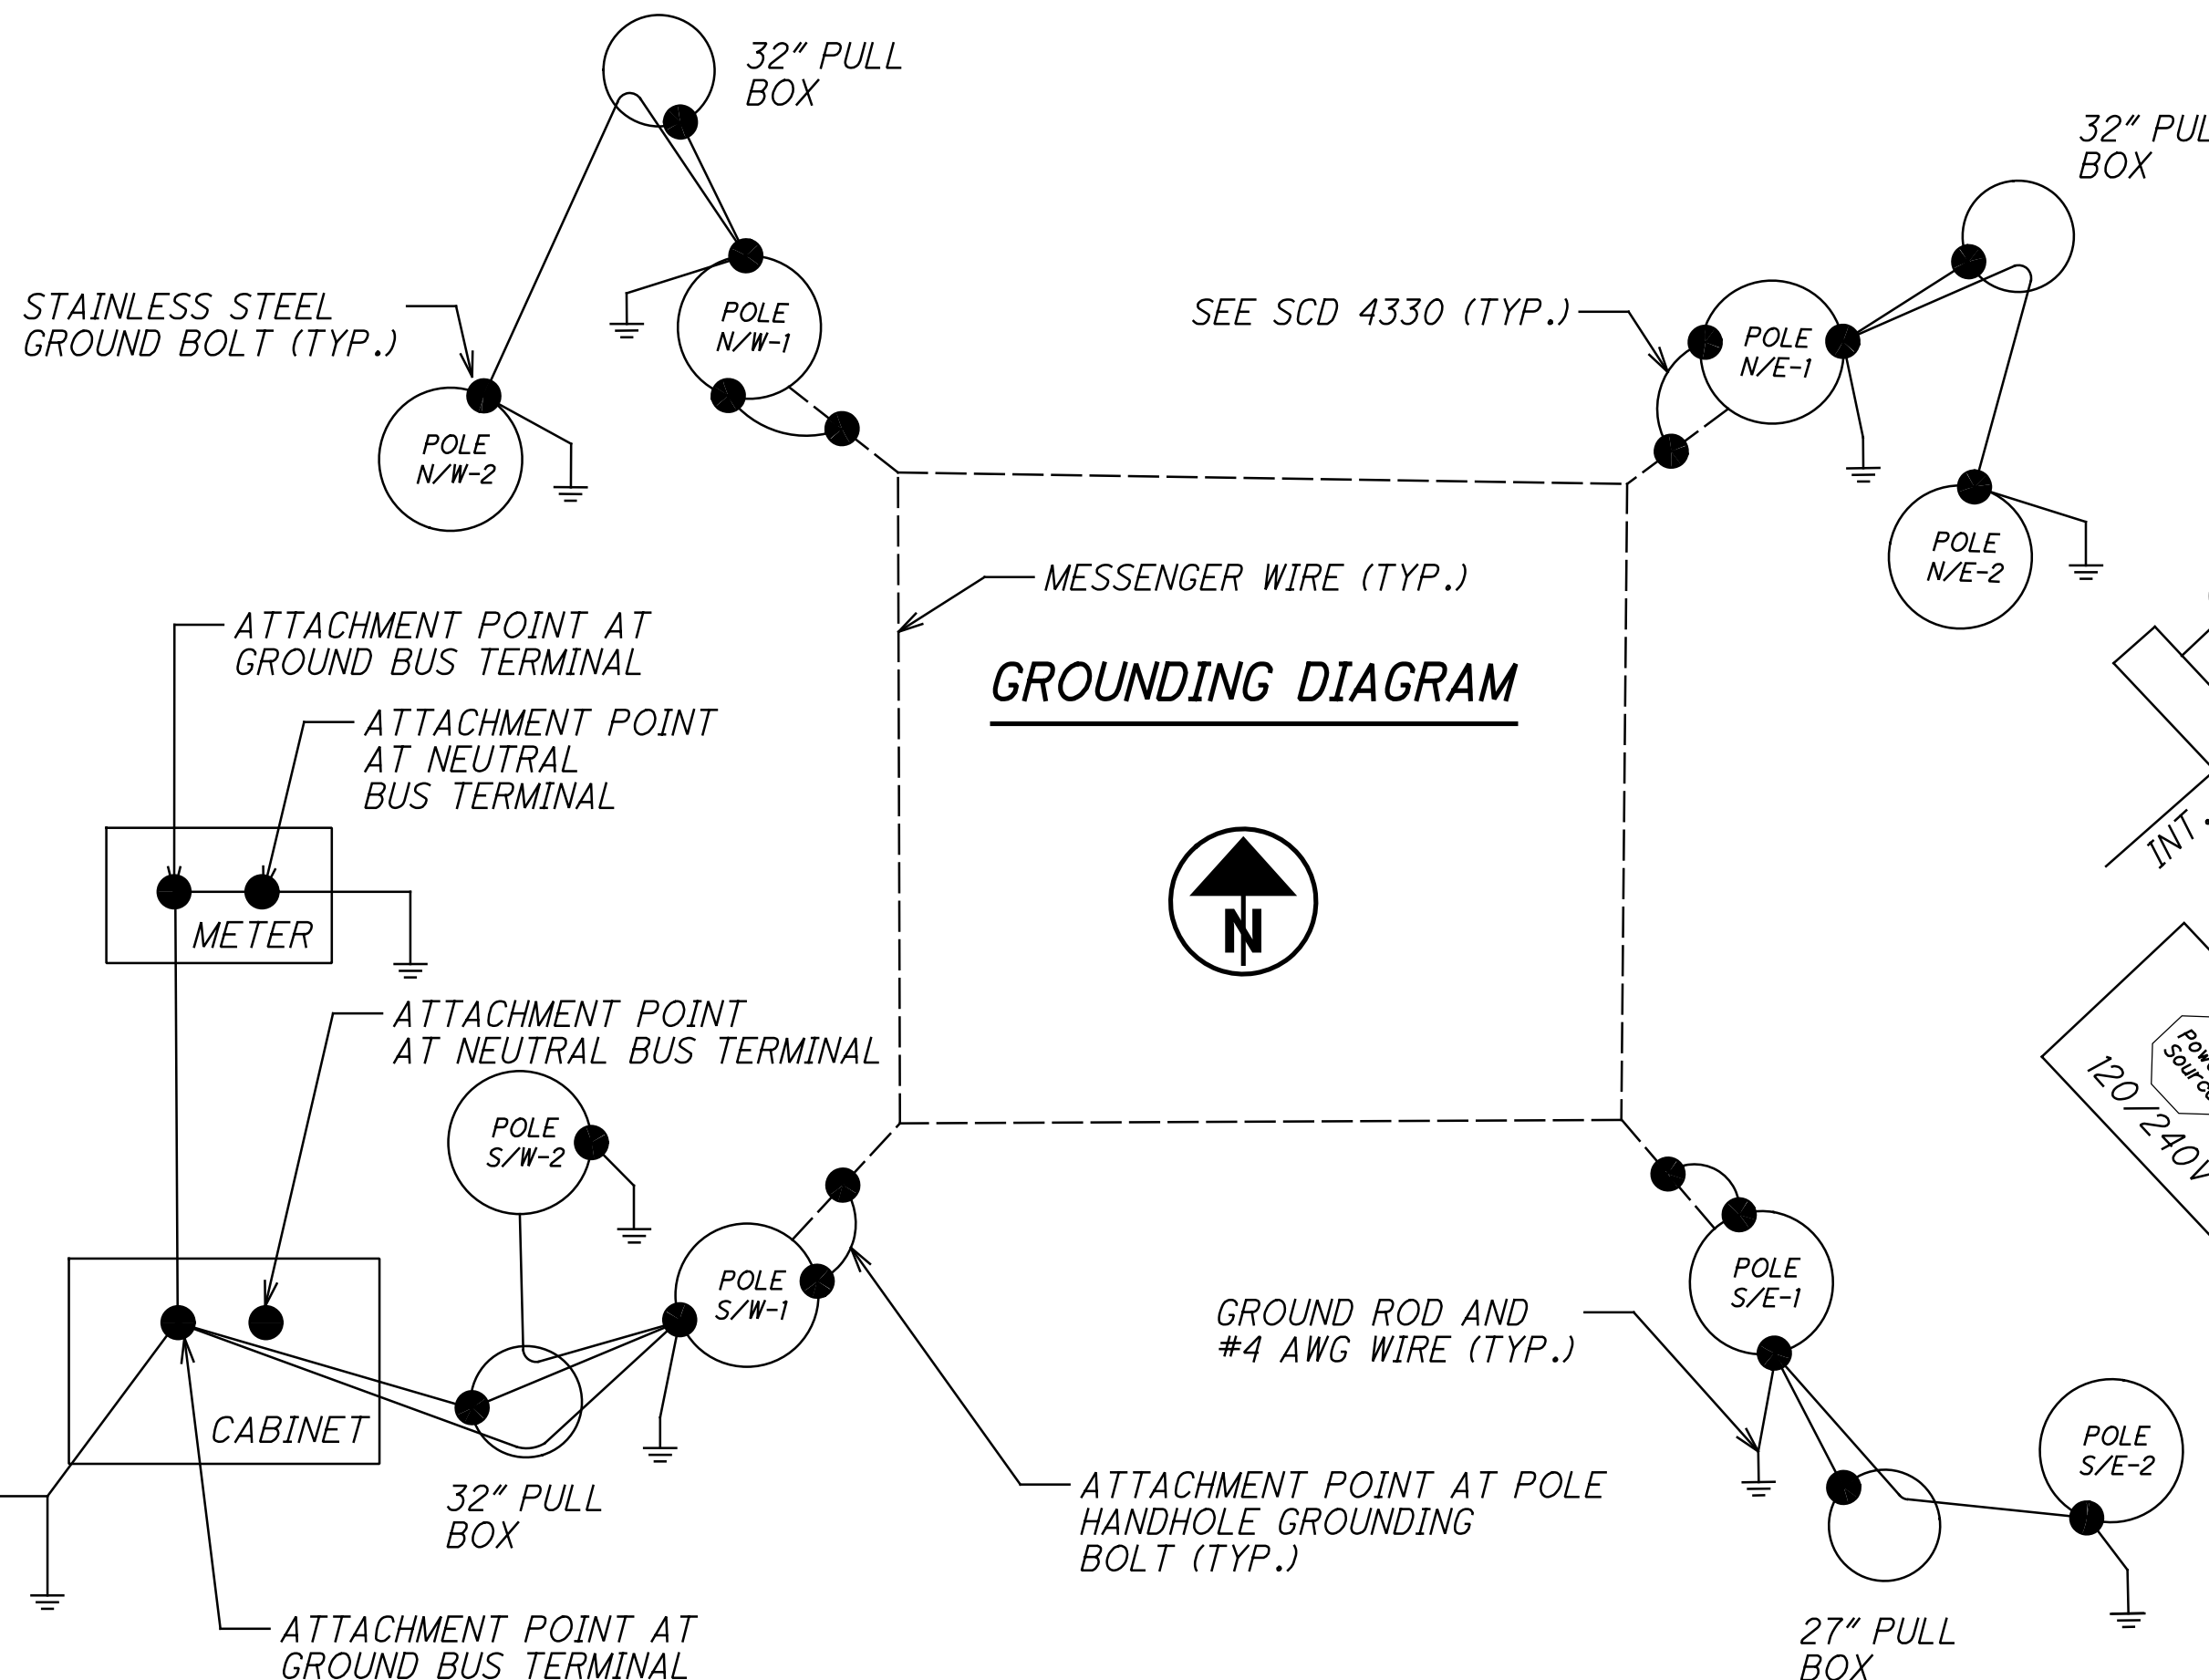 32" PULL
BOX
32"
BOX
STAINLESS STEEL
GROUND BOLT (TYP.)
POLE
N/W-1
SEE SCD 4330 (TYP.)
POLE
N/E-1
POLE
N/W-2
POLE
N/E-2
MESSENGER WIRE (TYP.)
ATTACHMENT POINT AT
GROUND BUS TERMINAL
GROUNDING DIAGRAM
ATTACHMENT POINT
AT NEUTRAL
BUS TERMINAL
INT.
METER
N
ATTACHMENT POINT
AT NEUTRAL BUS TERMINAL
120/240V
POLE
S/W-2
POLE
S/W-1
POLE
S/E-1
GROUND ROD AND
#4 AWG WIRE (TYP.)
CABINET
POLE
S/E-2
32" PULL
BOX
ATTACHMENT POINT AT POLE
HANDHOLE GROUNDING
BOLT (TYP.)
ATTACHMENT POINT AT
GROUND BUS TERMINAL
27" PULL
BOX